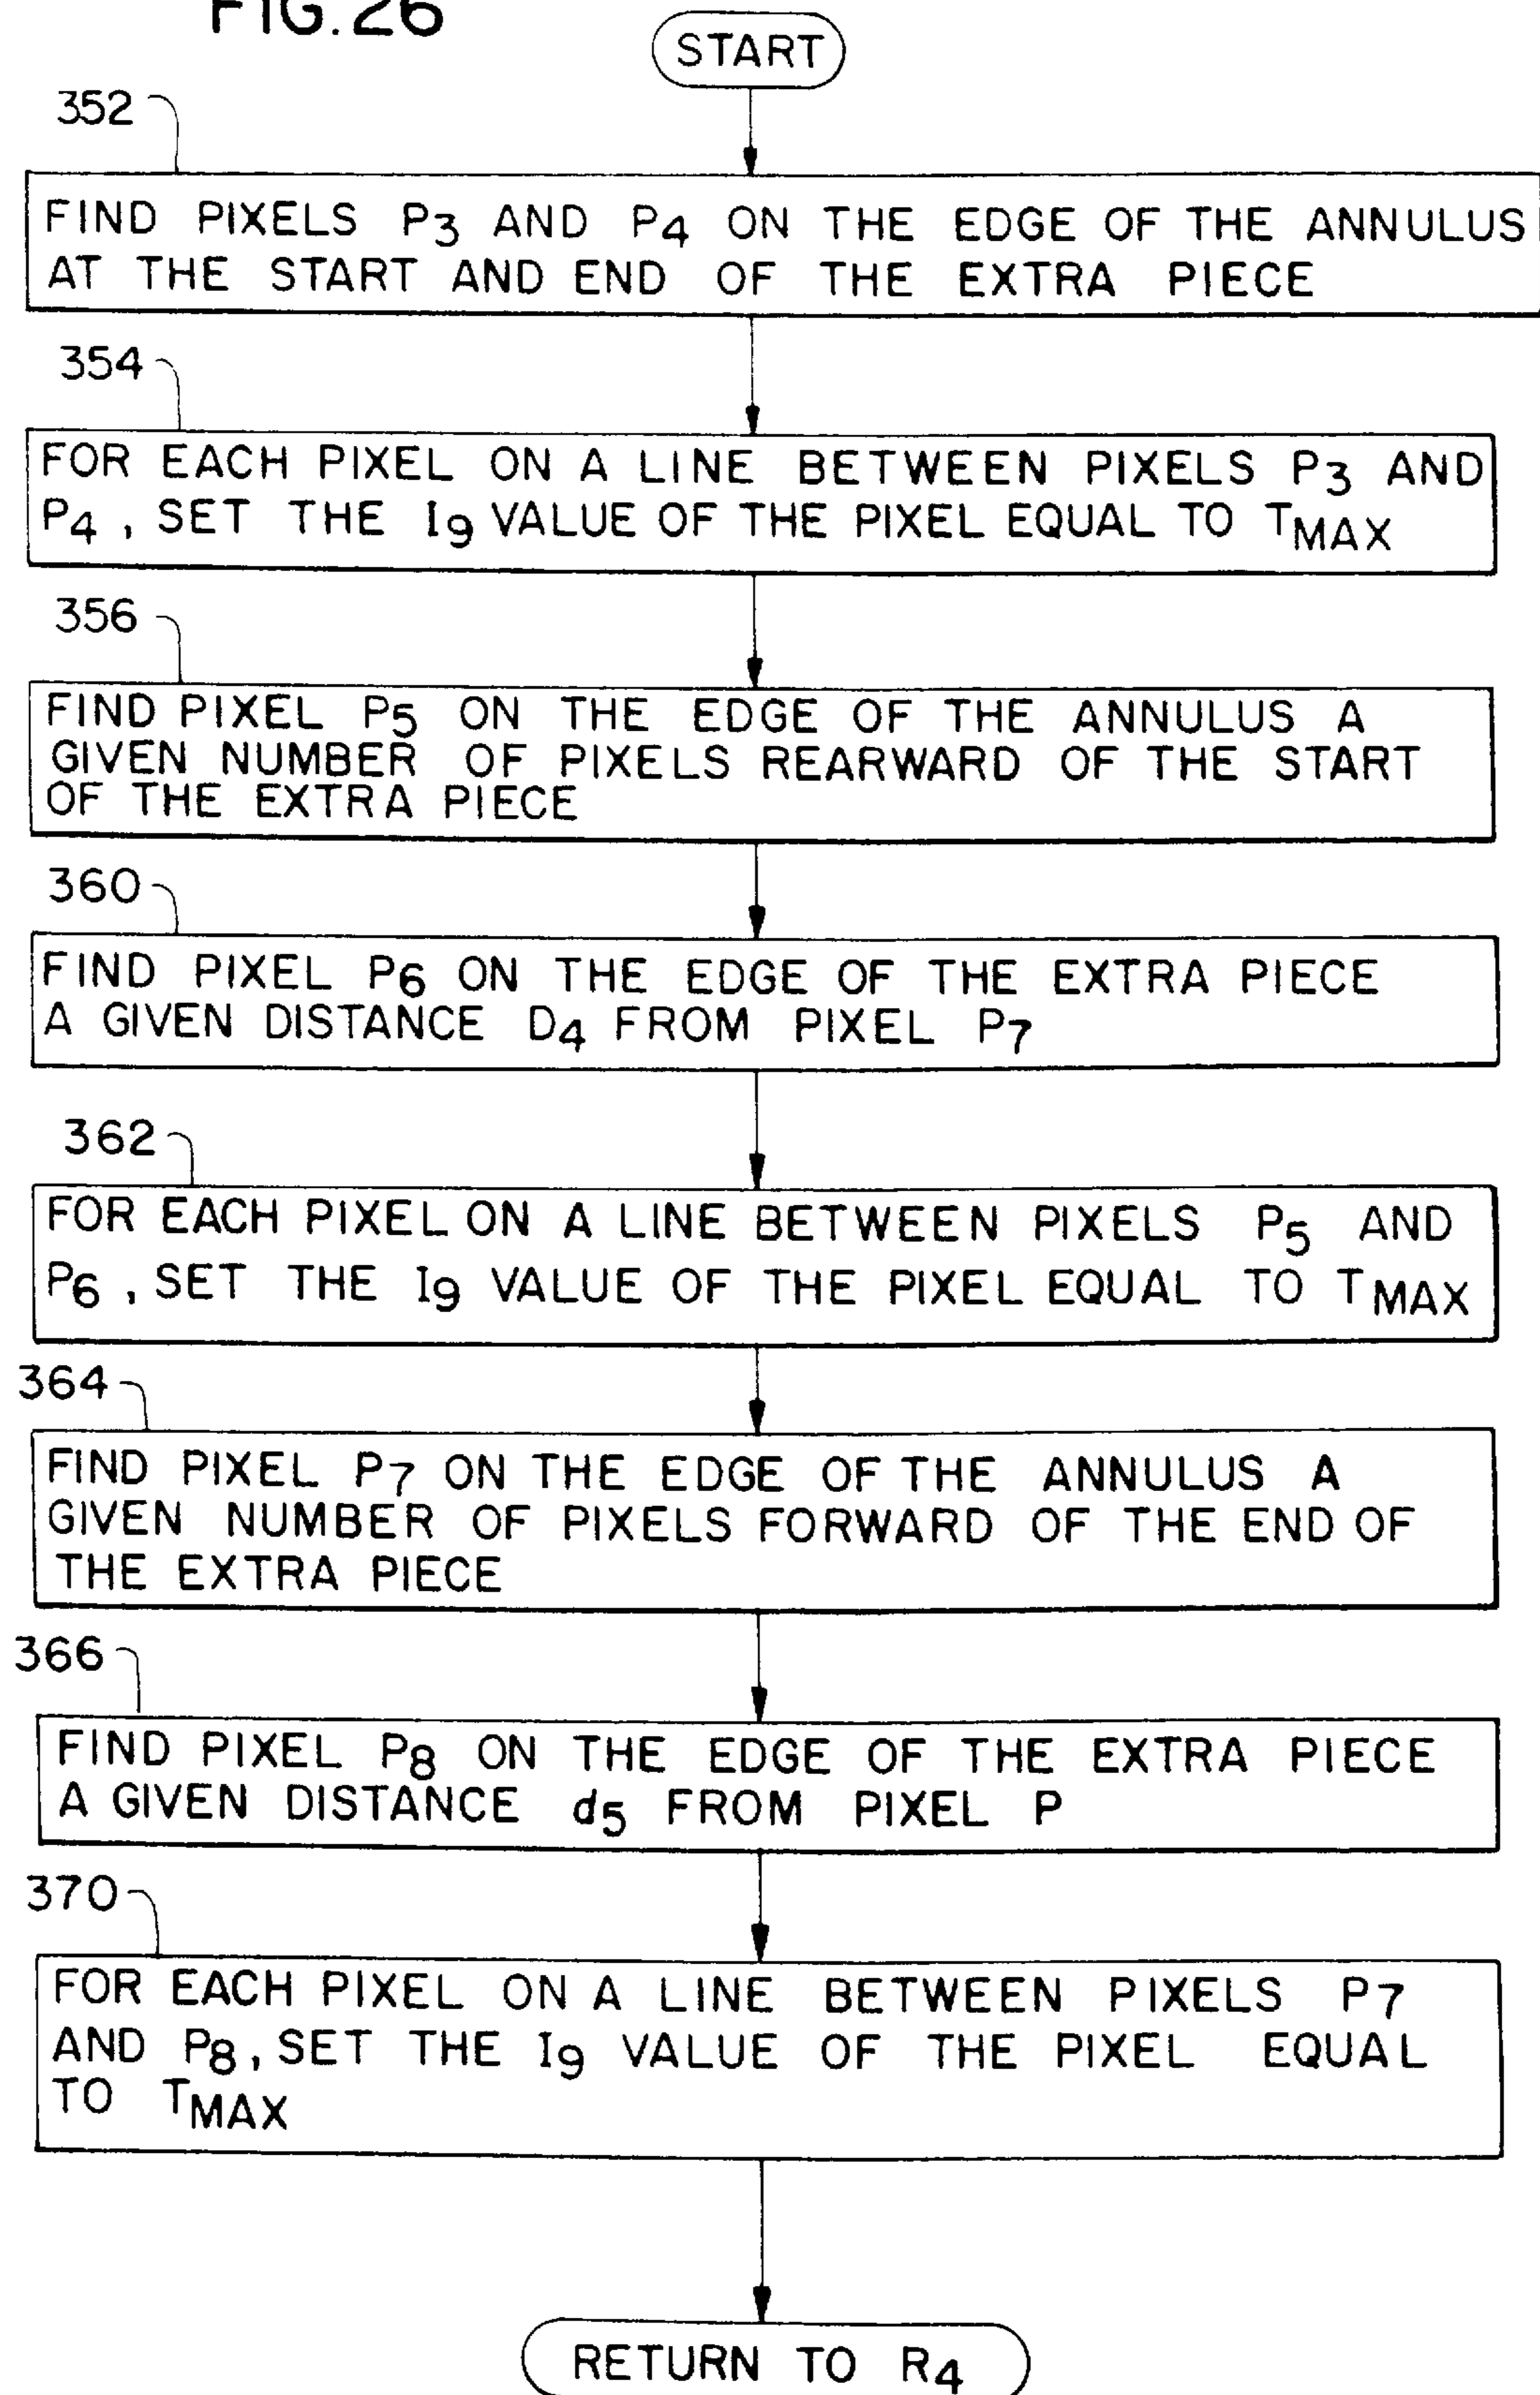 FIG. 26
START
352
FIND PIXELS P3 AND P4 ON THE EDGE OF THE ANNULUS
AT THE START AND END OF THE EXTRA PIECE
354
FOR EACH PIXEL ON A LINE BETWEEN PIXELS P3 AND
P4, SET THE I9 VALUE OF THE PIXEL EQUAL TO TMAX
356
FIND PIXEL P5 ON THE EDGE OF THE ANNULUS A
GIVEN NUMBER OF PIXELS REARWARD OF THE START
OF THE EXTRA PIECE
360
FIND PIXEL P6 ON THE EDGE OF THE EXTRA PIECE
A GIVEN DISTANCE D4 FROM PIXEL P7
362
FOR EACH PIXEL ON A LINE BETWEEN PIXELS P5 AND
P6, SET THE I9 VALUE OF THE PIXEL EQUAL TO TMAX
364
FIND PIXEL P7 ON THE EDGE OF THE ANNULUS A
GIVEN NUMBER OF PIXELS FORWARD OF THE END OF
THE EXTRA PIECE
366
FIND PIXEL P8 ON THE EDGE OF THE EXTRA PIECE
A GIVEN DISTANCE d5 FROM PIXEL P
370
FOR EACH PIXEL ON A LINE BETWEEN PIXELS P7
AND P8, SET THE I9 VALUE OF THE PIXEL EQUAL
TO TMAX
RETURN TO R4